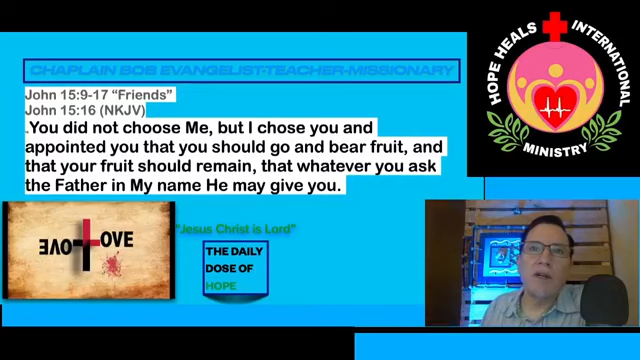 CHAPLAIN BOB EVANGELIST-TEACHER-MISSIONARY
John 15:9-17 "Friends"
John 15:16 (NKJV)
You did not choose Me, but I chose you and
appointed you that you should go and bear fruit, and
that your fruit should remain, that whatever you ask
the Father in My name He may give you.
"Jesus Christ is Lord"
THE DAILY
DOSE OF
HOPE
LOVE LOVE
HOPE HEALS INTERNATIONAL
MINISTRY